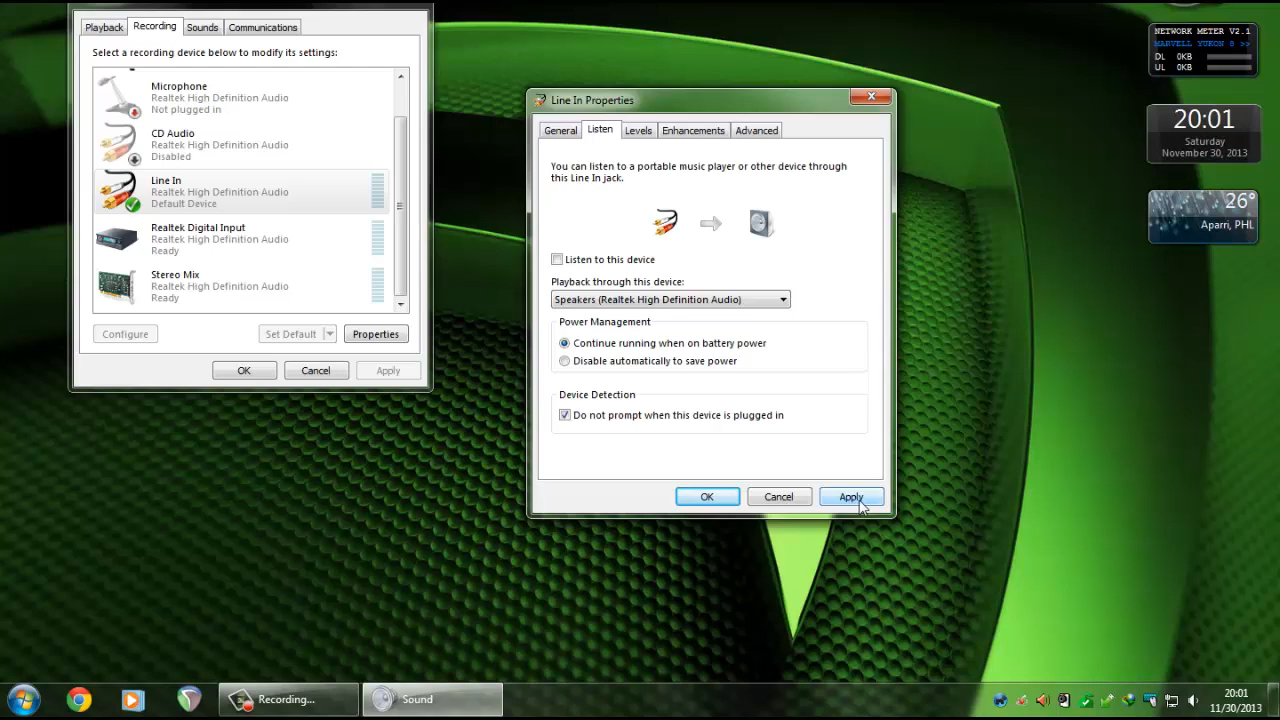 Playback
Recording
Sounds
Communications
Select a recording device below to modify its settings:
Microphone
Realtek High Definition Audio
Not plugged in
CD Audio
Realtek High Definition Audio
Disabled
Line In
Realtek High Definition Audio
Default Device
Realtek Digital Input
Realtek High Definition Audio
Ready
Stereo Mix
Realtek High Definition Audio
Ready
Configure
Set Default
Properties
OK
Cancel
Apply
Line In Properties
General
Listen
Levels
Enhancements
Advanced
You can listen to a portable music player or other device through
this Line In jack.
Listen to this device
Playback through this device:
Speakers (Realtek High Definition Audio)
Power Management
Continue running when on battery power
Disable automatically to save power
Device Detection
Do not prompt when this device is plugged in
OK
Cancel
Apply
NETWORK METER V2.1
MARVELL YUKON 8 >>
DL 0KB
UL 0KB
20:01
Saturday
November 30, 2013
26°
Aparri, PHL
Recording...
Sound
20:01
11/30/2013